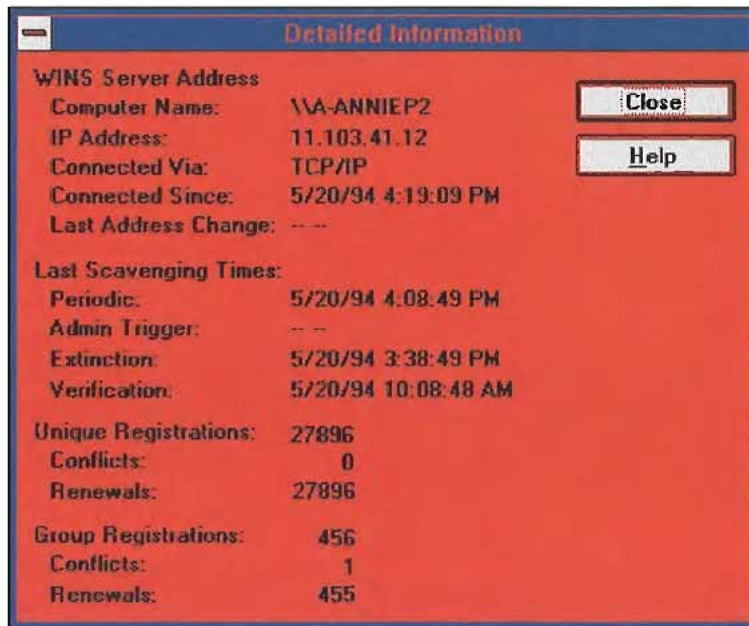 Detailed Information
WINS Server Address
Computer Name: \\A-ANNIEP2
IP Address: 11.103.41.12
Connected Via: TCP/IP
Connected Since: 5/20/94 4:19:09 PM
Last Address Change: -- --
Close
Help
Last Scavenging Times:
Periodic: 5/20/94 4:08:49 PM
Admin Trigger: -- --
Extinction: 5/20/94 3:38:49 PM
Verification: 5/20/94 10:08:48 AM
Unique Registrations: 27896
Conflicts: 0
Renewals: 27896
Group Registrations: 456
Conflicts: 1
Renewals: 455